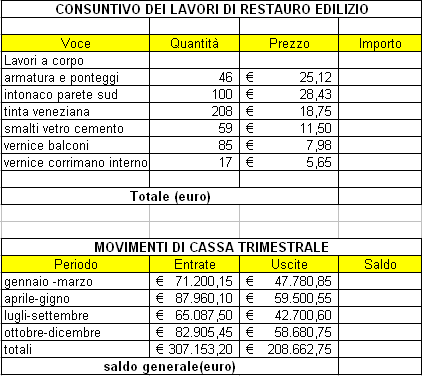 CONSUNTIVO DEI LAVORI DI RESTAURO EDILIZIO
Voce Quantità Prezzo Importo
Lavori a corpo
armatura e ponteggi 46 € 25,12
intonaco parete sud 100 € 28,43
tinta veneziana 208 € 18,75
smalti vetro cemento 59 € 11,50
vernice balconi 85 € 7,98
vernice corrimano interno 17 € 5,65
Totale (euro)
MOVIMENTI DI CASSA TRIMESTRALE
Periodo Entrate Uscite Saldo
gennaio -marzo € 71.200,15 € 47.780,85
aprile-gigno € 87.960,10 € 59.500,55
lugli-settembre € 65.087,50 € 42.700,60
ottobre-dicembre € 82.905,45 € 58.680,75
totali € 307.153,20 € 208.662,75
saldo generale(euro)